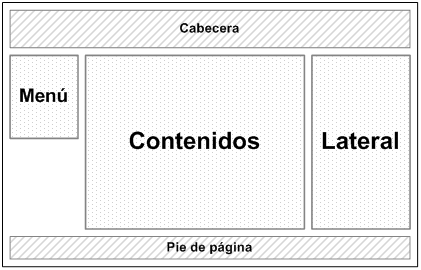 Cabecera
Menú
Contenidos
Lateral
Pie de página